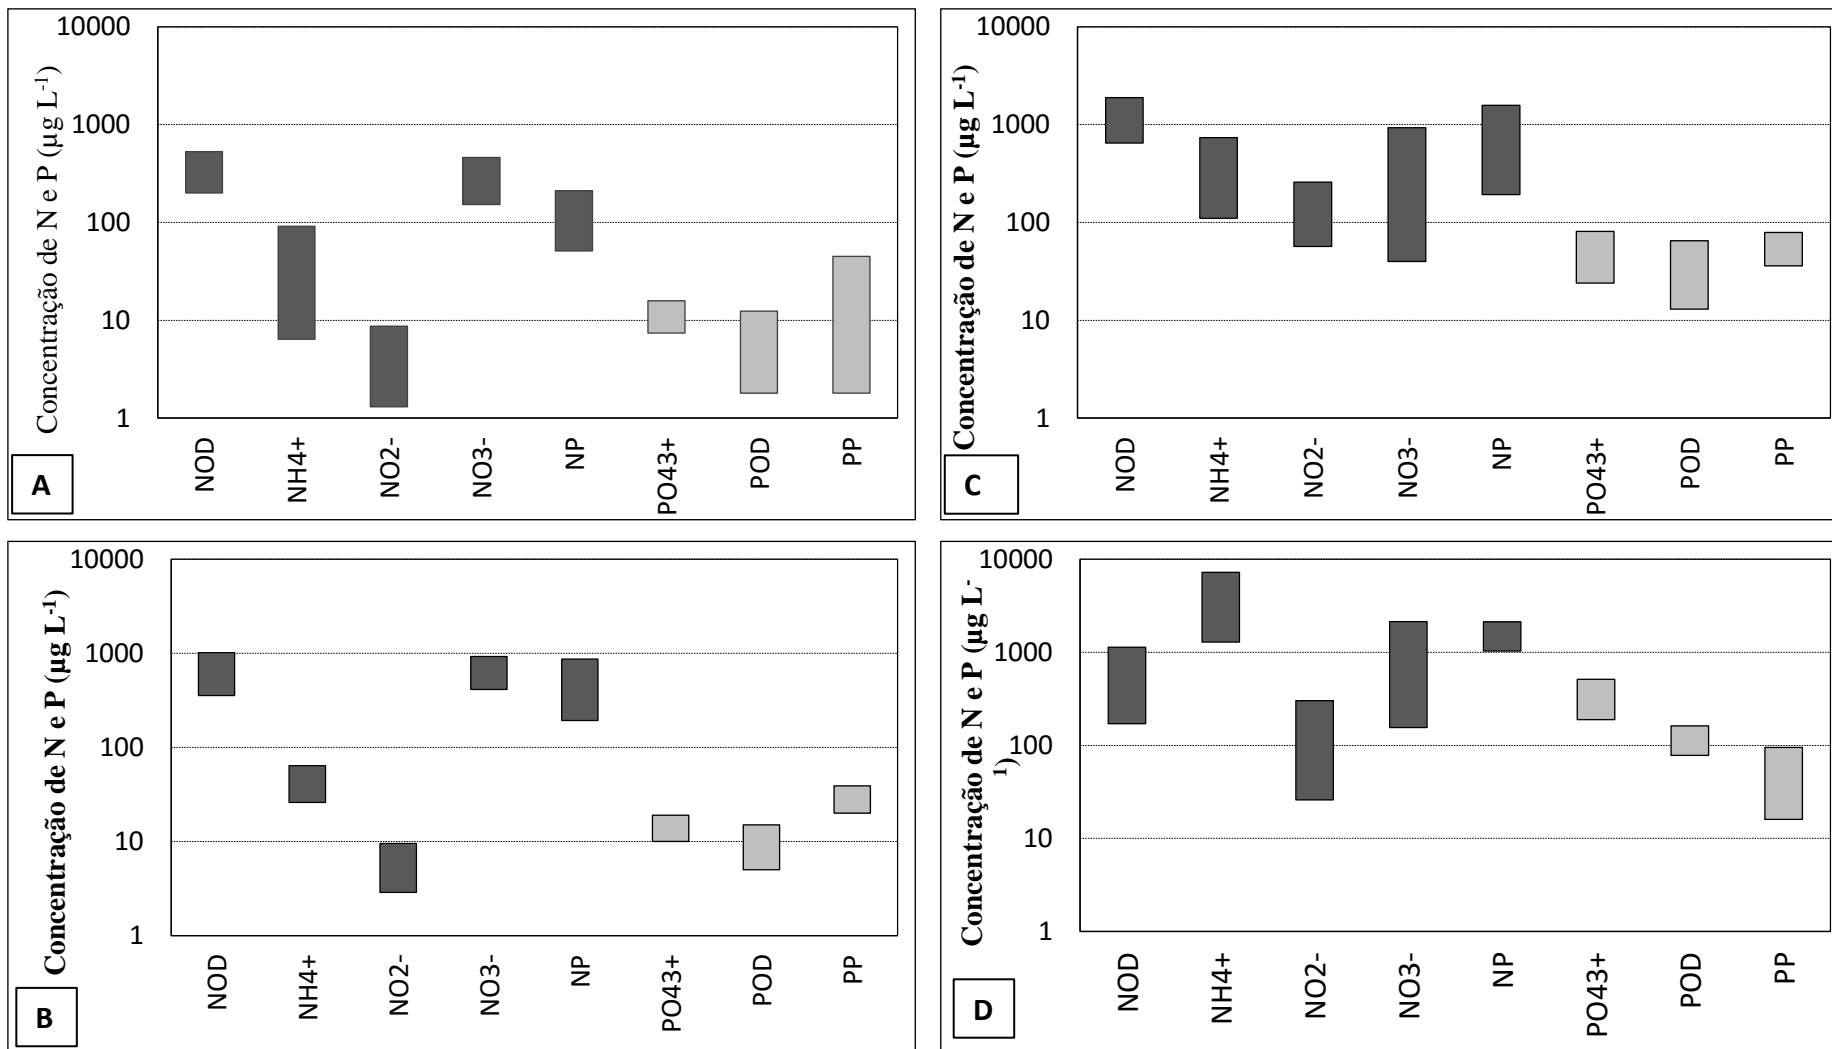 Concentração de N e P (µg L-1)
10000
1000
100
10
1
NOD
NH4+
NO2-
NO3-
NP
PO43+
POD
PP
A
Concentração de N e P (µg L-1)
10000
1000
100
10
1
NOD
NH4+
NO2-
NO3-
NP
PO43+
POD
PP
C
Concentração de N e P (µg L-1)
10000
1000
100
10
1
NOD
NH4+
NO2-
NO3-
NP
PO43+
POD
PP
B
Concentração de N e P (µg L-
1)
10000
1000
100
10
1
NOD
NH4+
NO2-
NO3-
NP
PO43+
POD
PP
D